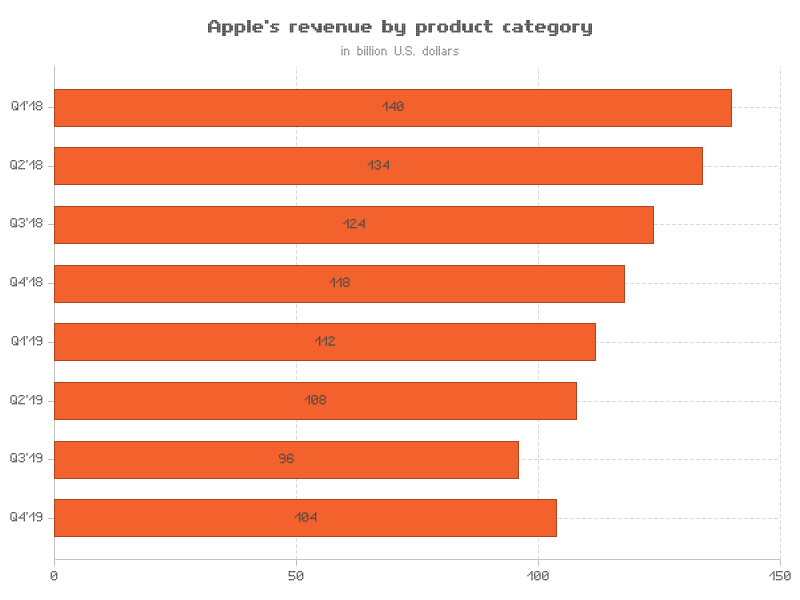 Apple's revenue by product category
in billion U.S. dollars
Q1'18 140
Q2'18 134
Q3'18 124
Q4'18 118
Q1'19 112
Q2'19 108
Q3'19 96
Q4'19 104
0 50 100 150